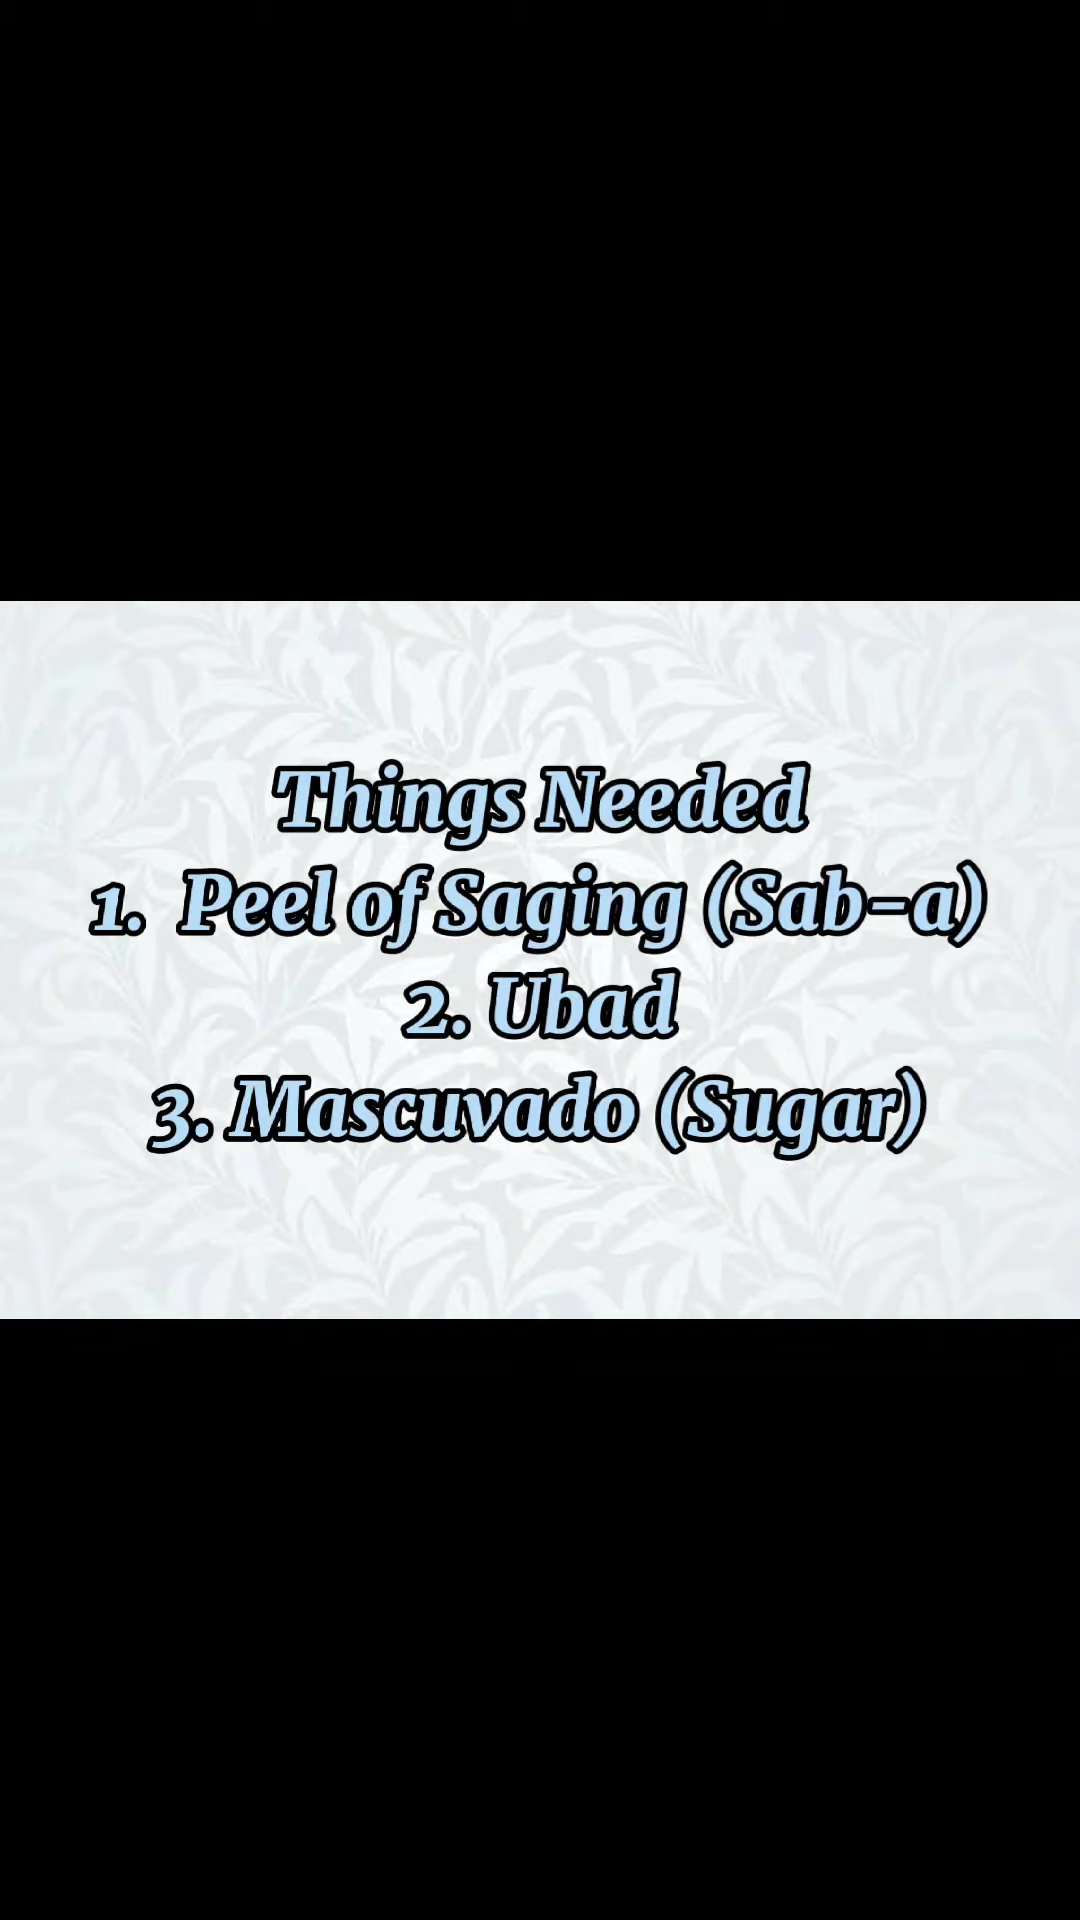 Things Needed
1. Peel of Saging (Sab-a)
2. Ubad
3. Mascuvado (Sugar)